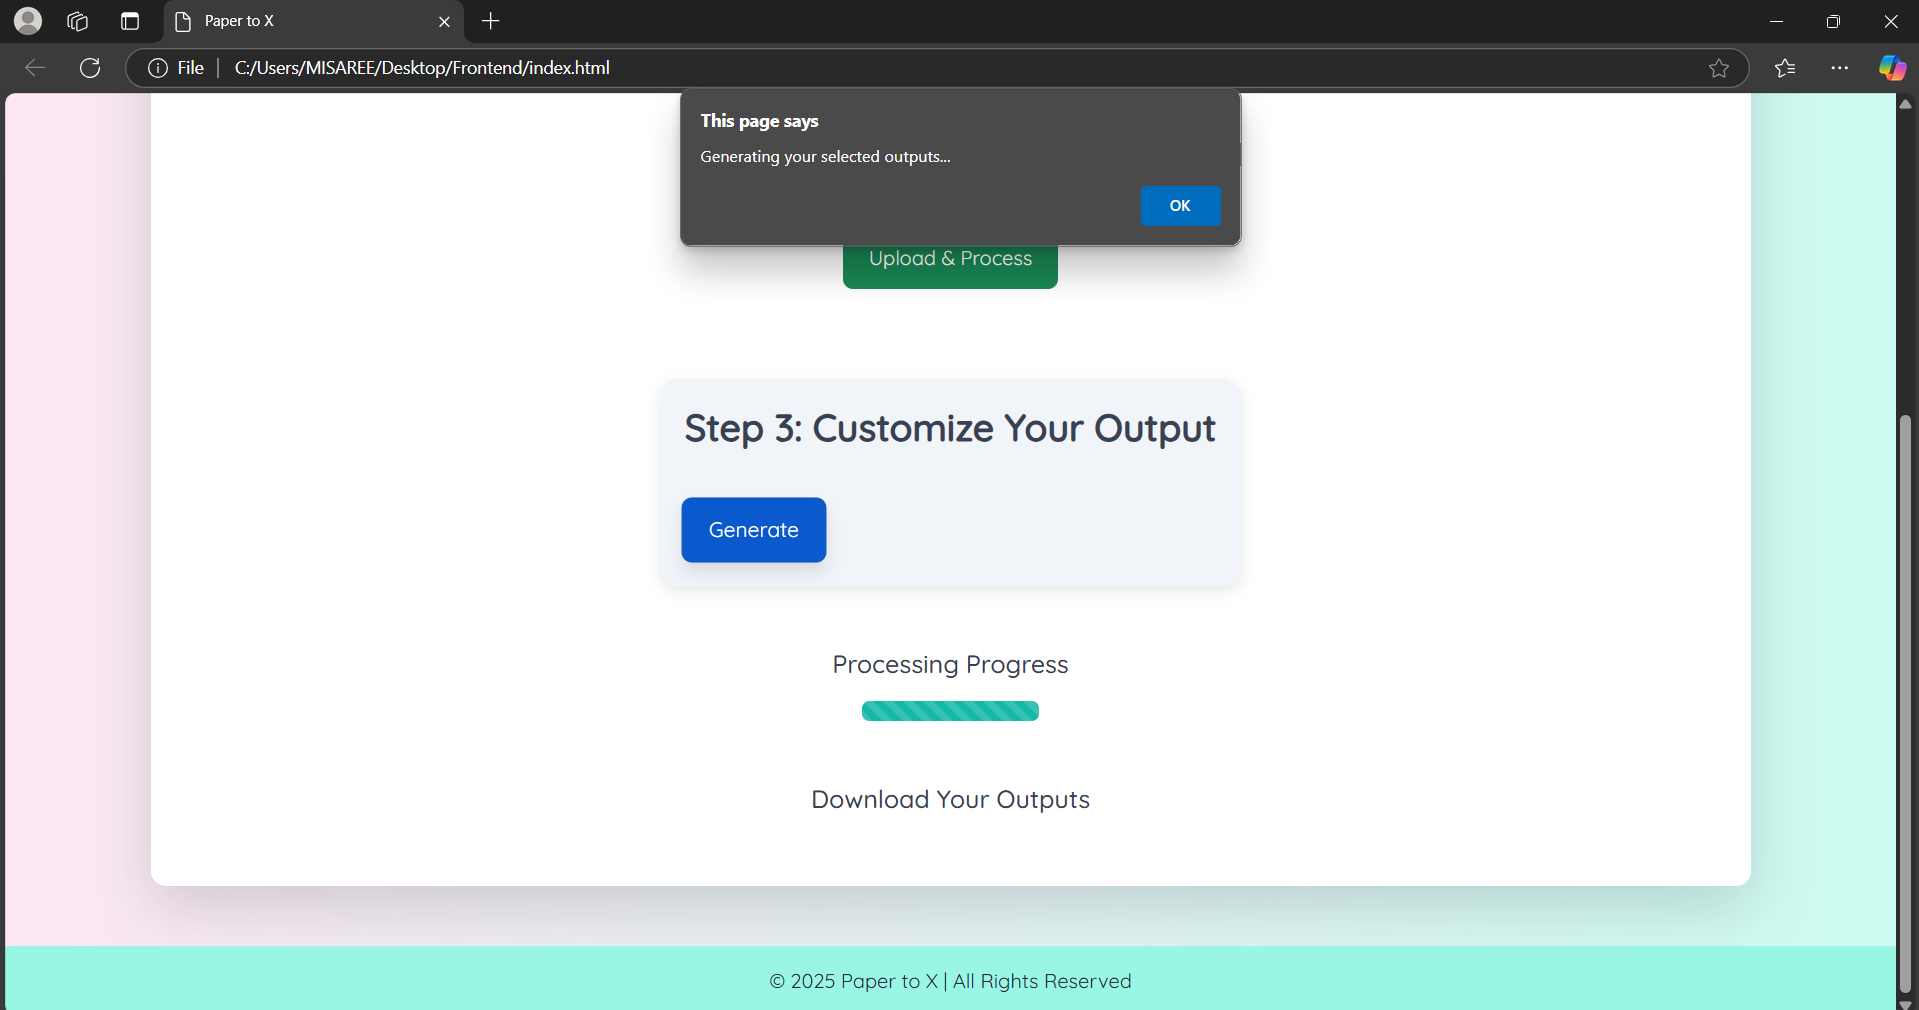 Paper to X
File
C:/Users/MISAREE/Desktop/Frontend/index.html
This page says
Generating your selected outputs...
OK
Upload & Process
Step 3: Customize Your Output
Generate
Processing Progress
Download Your Outputs
© 2025 Paper to X | All Rights Reserved